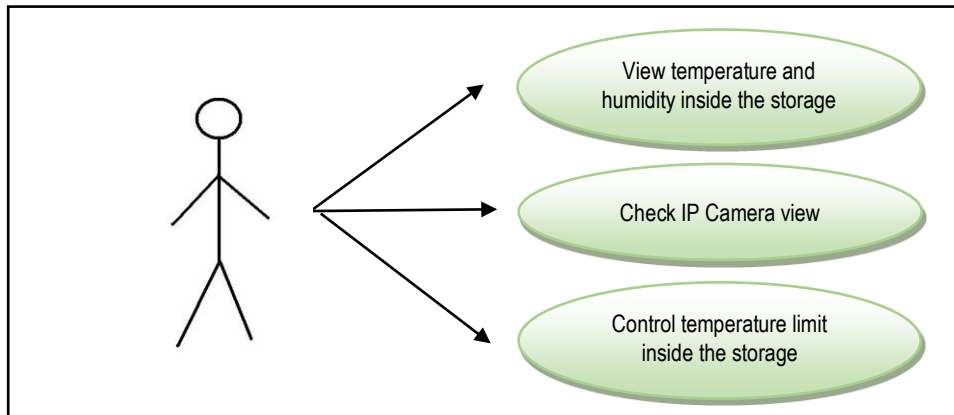 View temperature and
humidity inside the storage
Check IP Camera view
Control temperature limit
inside the storage